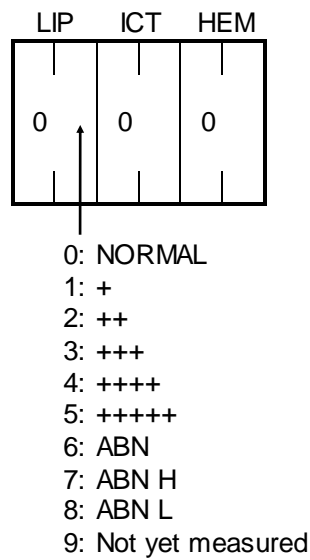 LIP ICT HEM
0 0 0
0: NORMAL
1: +
2: ++
3: +++
4: ++++
5: +++++
6: ABN
7: ABN H
8: ABN L
9: Not yet measured